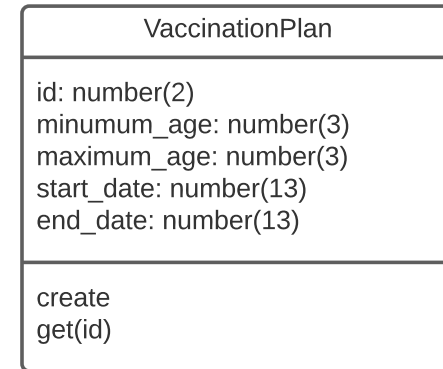 VaccinationPlan
id: number(2)
minumum_age: number(3)
maximum_age: number(3)
start_date: number(13)
end_date: number(13)
create
get(id)